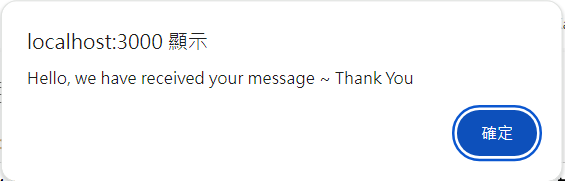 localhost:3000 顯示
Hello, we have received your message ~ Thank You
確定